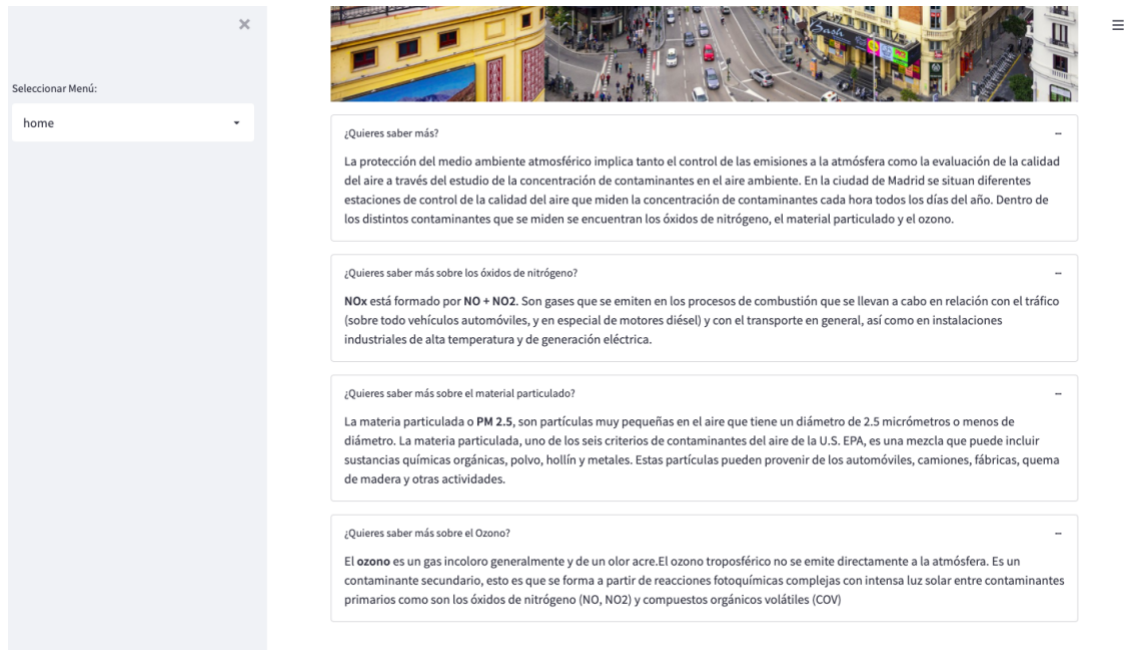 Seleccionar Menú:
home
¿Quieres saber más?
La protección del medio ambiente atmosférico implica tanto el control de las emisiones a la atmósfera como la evaluación de la calidad
del aire a través del estudio de la concentración de contaminantes en el aire ambiente. En la ciudad de Madrid se situan diferentes
estaciones de control de la calidad del aire que miden la concentración de contaminantes cada hora todos los días del año. Dentro de
los distintos contaminantes que se miden se encuentran los óxidos de nitrógeno, el material particulado y el ozono.
¿Quieres saber más sobre los óxidos de nitrógeno?
NOx está formado por NO + NO2. Son gases que se emiten en los procesos de combustión que se llevan a cabo en relación con el tráfico
(sobre todo vehículos automóviles, y en especial de motores diésel) y con el transporte en general, así como en instalaciones
industriales de alta temperatura y de generación eléctrica.
¿Quieres saber más sobre el material particulado?
La materia particulada o PM 2.5, son partículas muy pequeñas en el aire que tiene un diámetro de 2.5 micrómetros o menos de
diámetro. La materia particulada, uno de los seis criterios de contaminantes del aire de la U.S. EPA, es una mezcla que puede incluir
sustancias químicas orgánicas, polvo, hollín y metales. Estas partículas pueden provenir de los automóviles, camiones, fábricas, quema
de madera y otras actividades.
¿Quieres saber más sobre el Ozono?
El ozono es un gas incoloro generalmente y de un olor acre.El ozono troposférico no se emite directamente a la atmósfera. Es un
contaminante secundario, esto es que se forma a partir de reacciones fotoquímicas complejas con intensa luz solar entre contaminantes
primarios como son los óxidos de nitrógeno (NO, NO2) y compuestos orgánicos volátiles (COV)